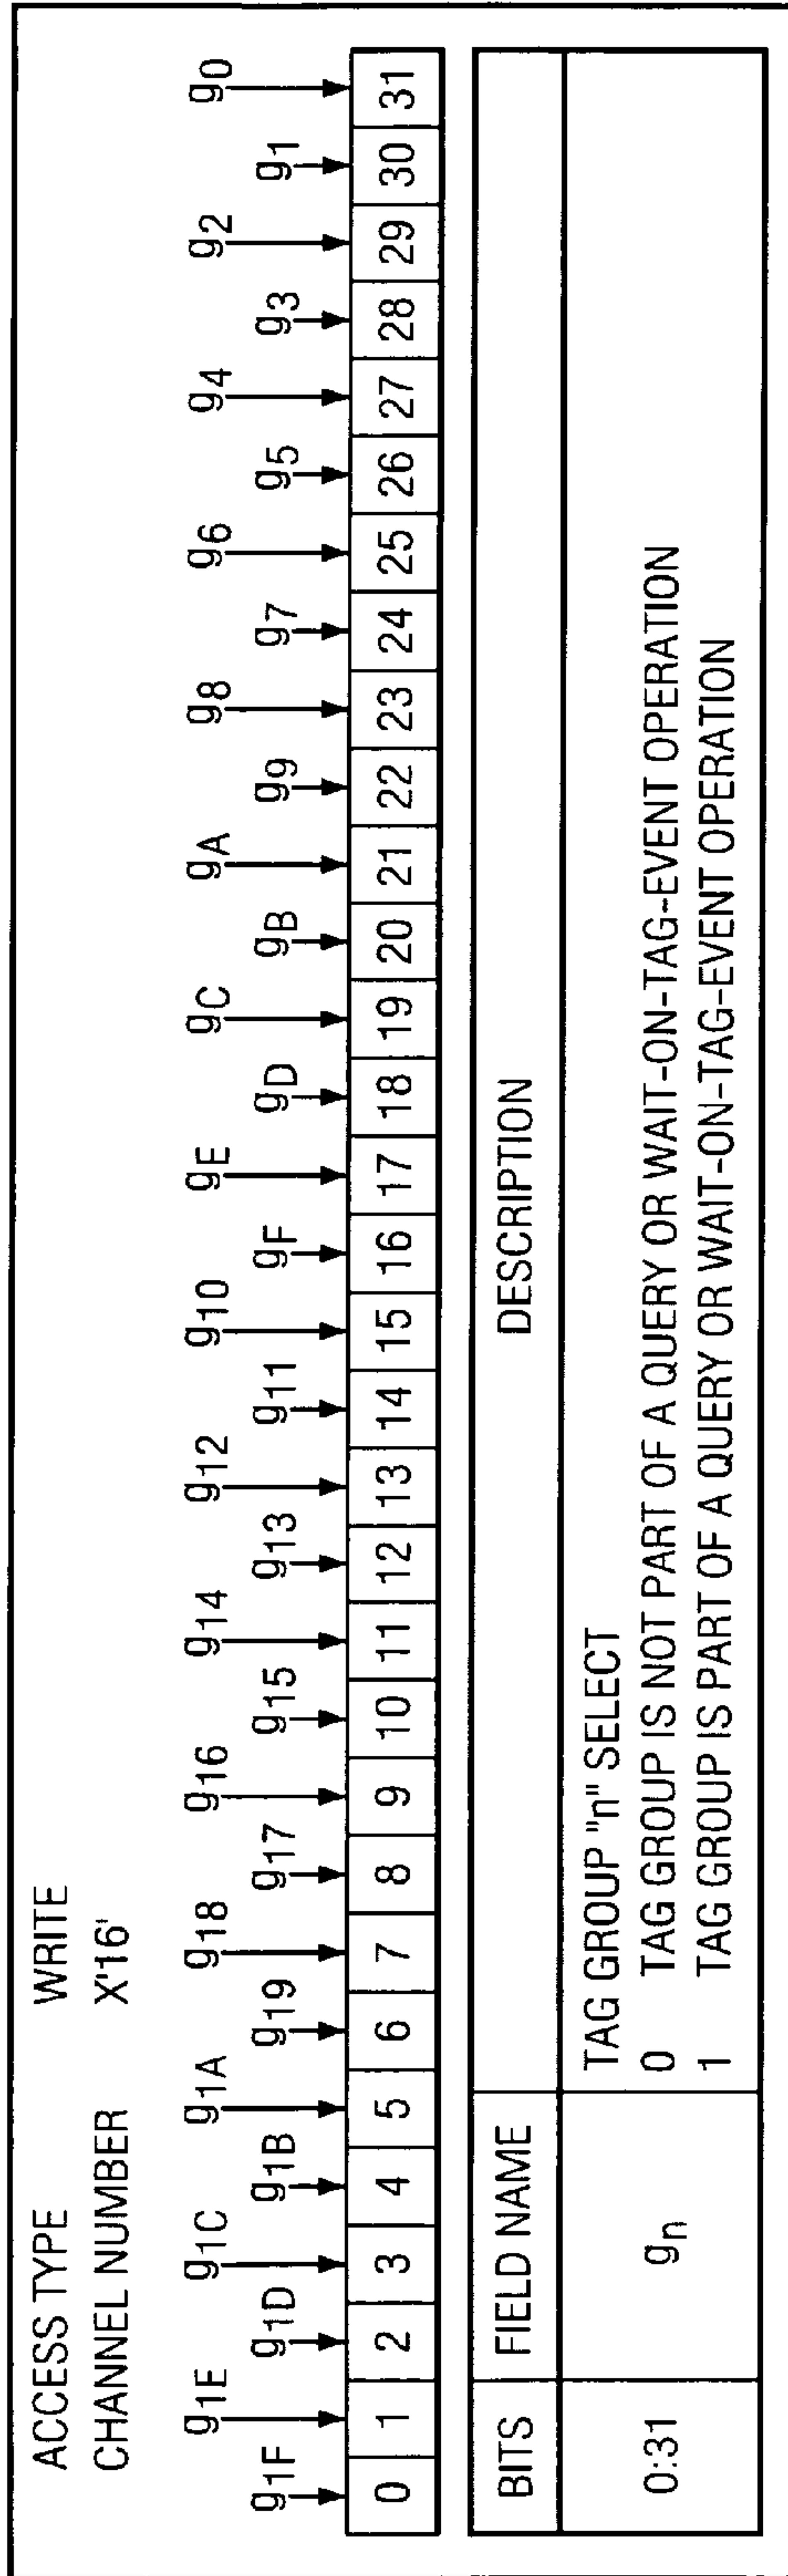 ACCESS TYPE WRITE
CHANNEL NUMBER X'16'
g1F g1E g1D g1C g1B g1A g19 g18 g17 g16 g15 g14 g13 g12 g11 g10 gF gE gD gC gB gA g9 g8 g7 g6 g5 g4 g3 g2 g1 g0
0 1 2 3 4 5 6 7 8 9 10 11 12 13 14 15 16 17 18 19 20 21 22 23 24 25 26 27 28 29 30 31
BITS FIELD NAME DESCRIPTION
0:31 gn TAG GROUP "n" SELECT
0 TAG GROUP IS NOT PART OF A QUERY OR WAIT-ON-TAG-EVENT OPERATION
1 TAG GROUP IS PART OF A QUERY OR WAIT-ON-TAG-EVENT OPERATION